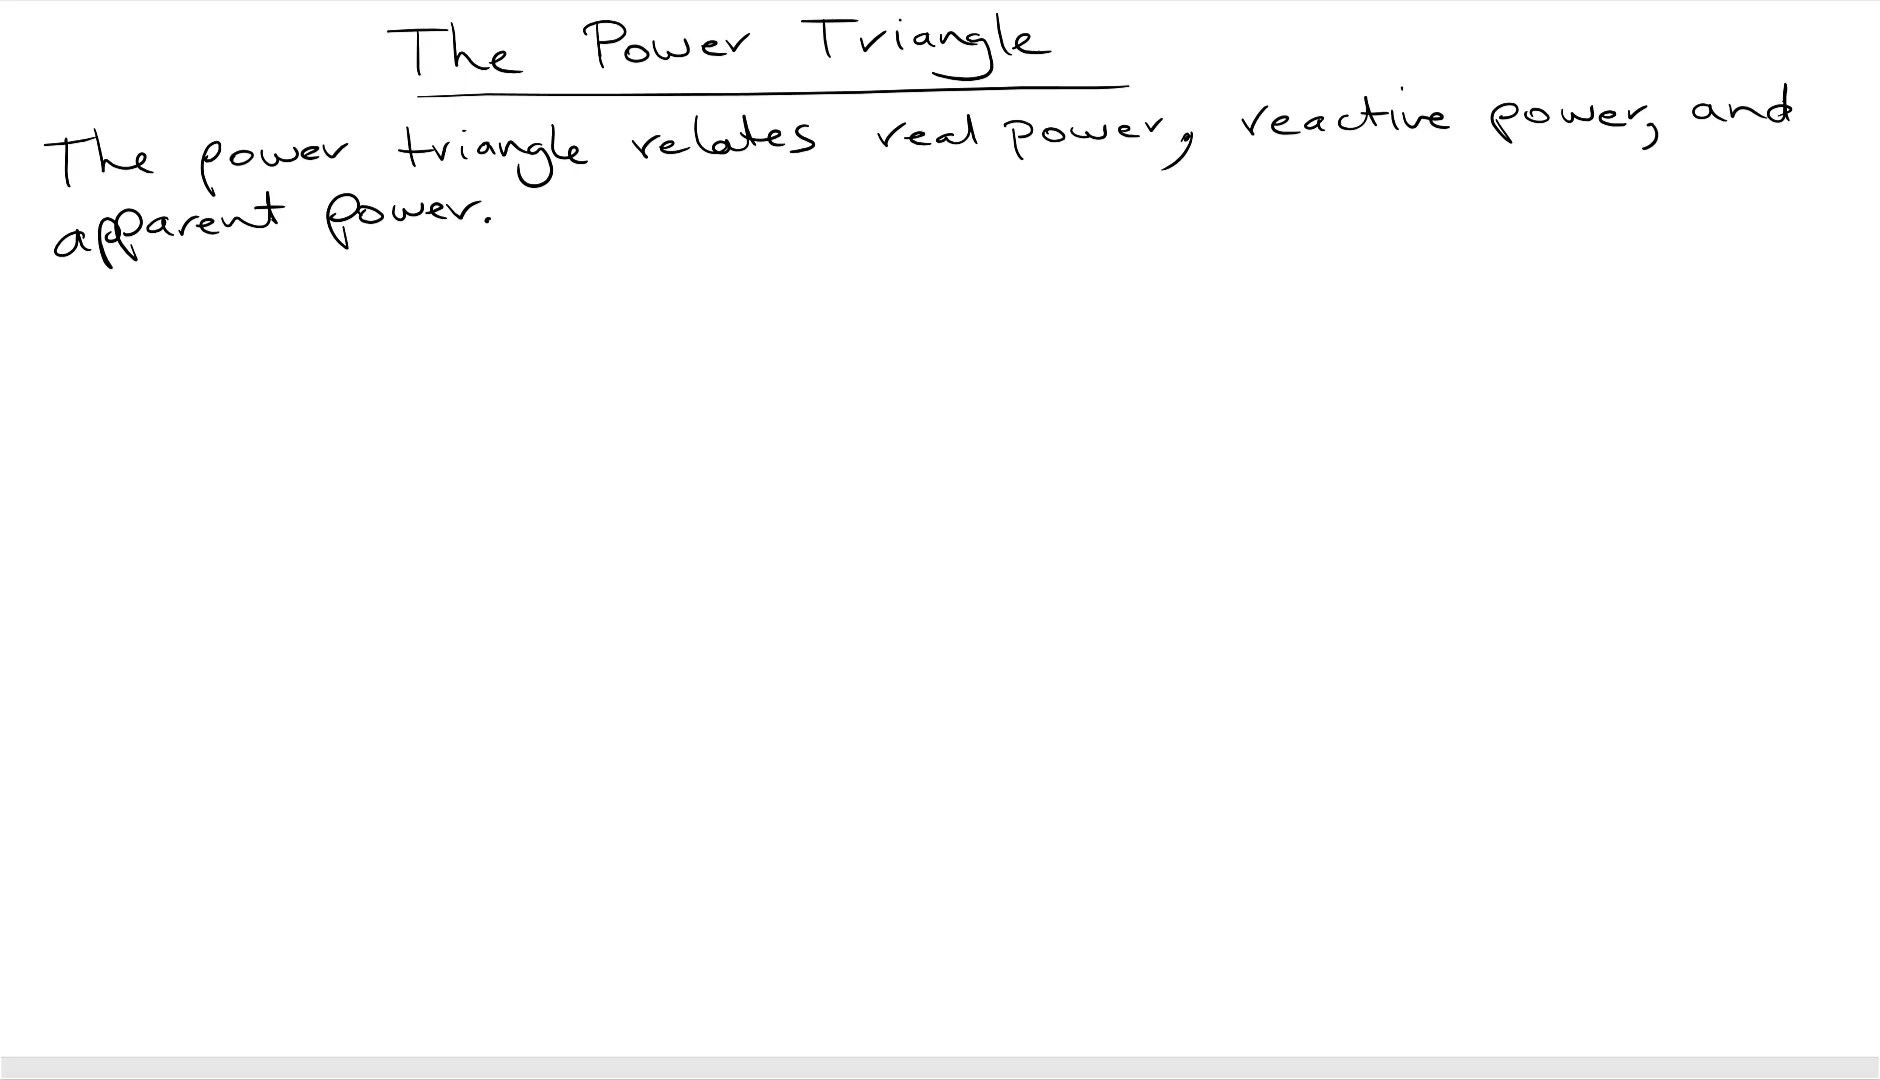 The Power Triangle
The power triangle relates real power, reactive power, and
apparent power.